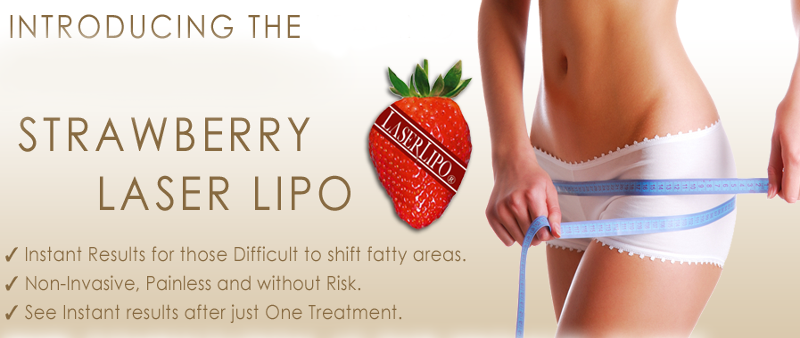 INTRODUCING THE
STRAWBERRY
LASER LIPO
LASERLIPO®
✓ Instant Results for those Difficult to shift fatty areas.
✓ Non-Invasive, Painless and without Risk.
✓ See Instant results after just One Treatment.